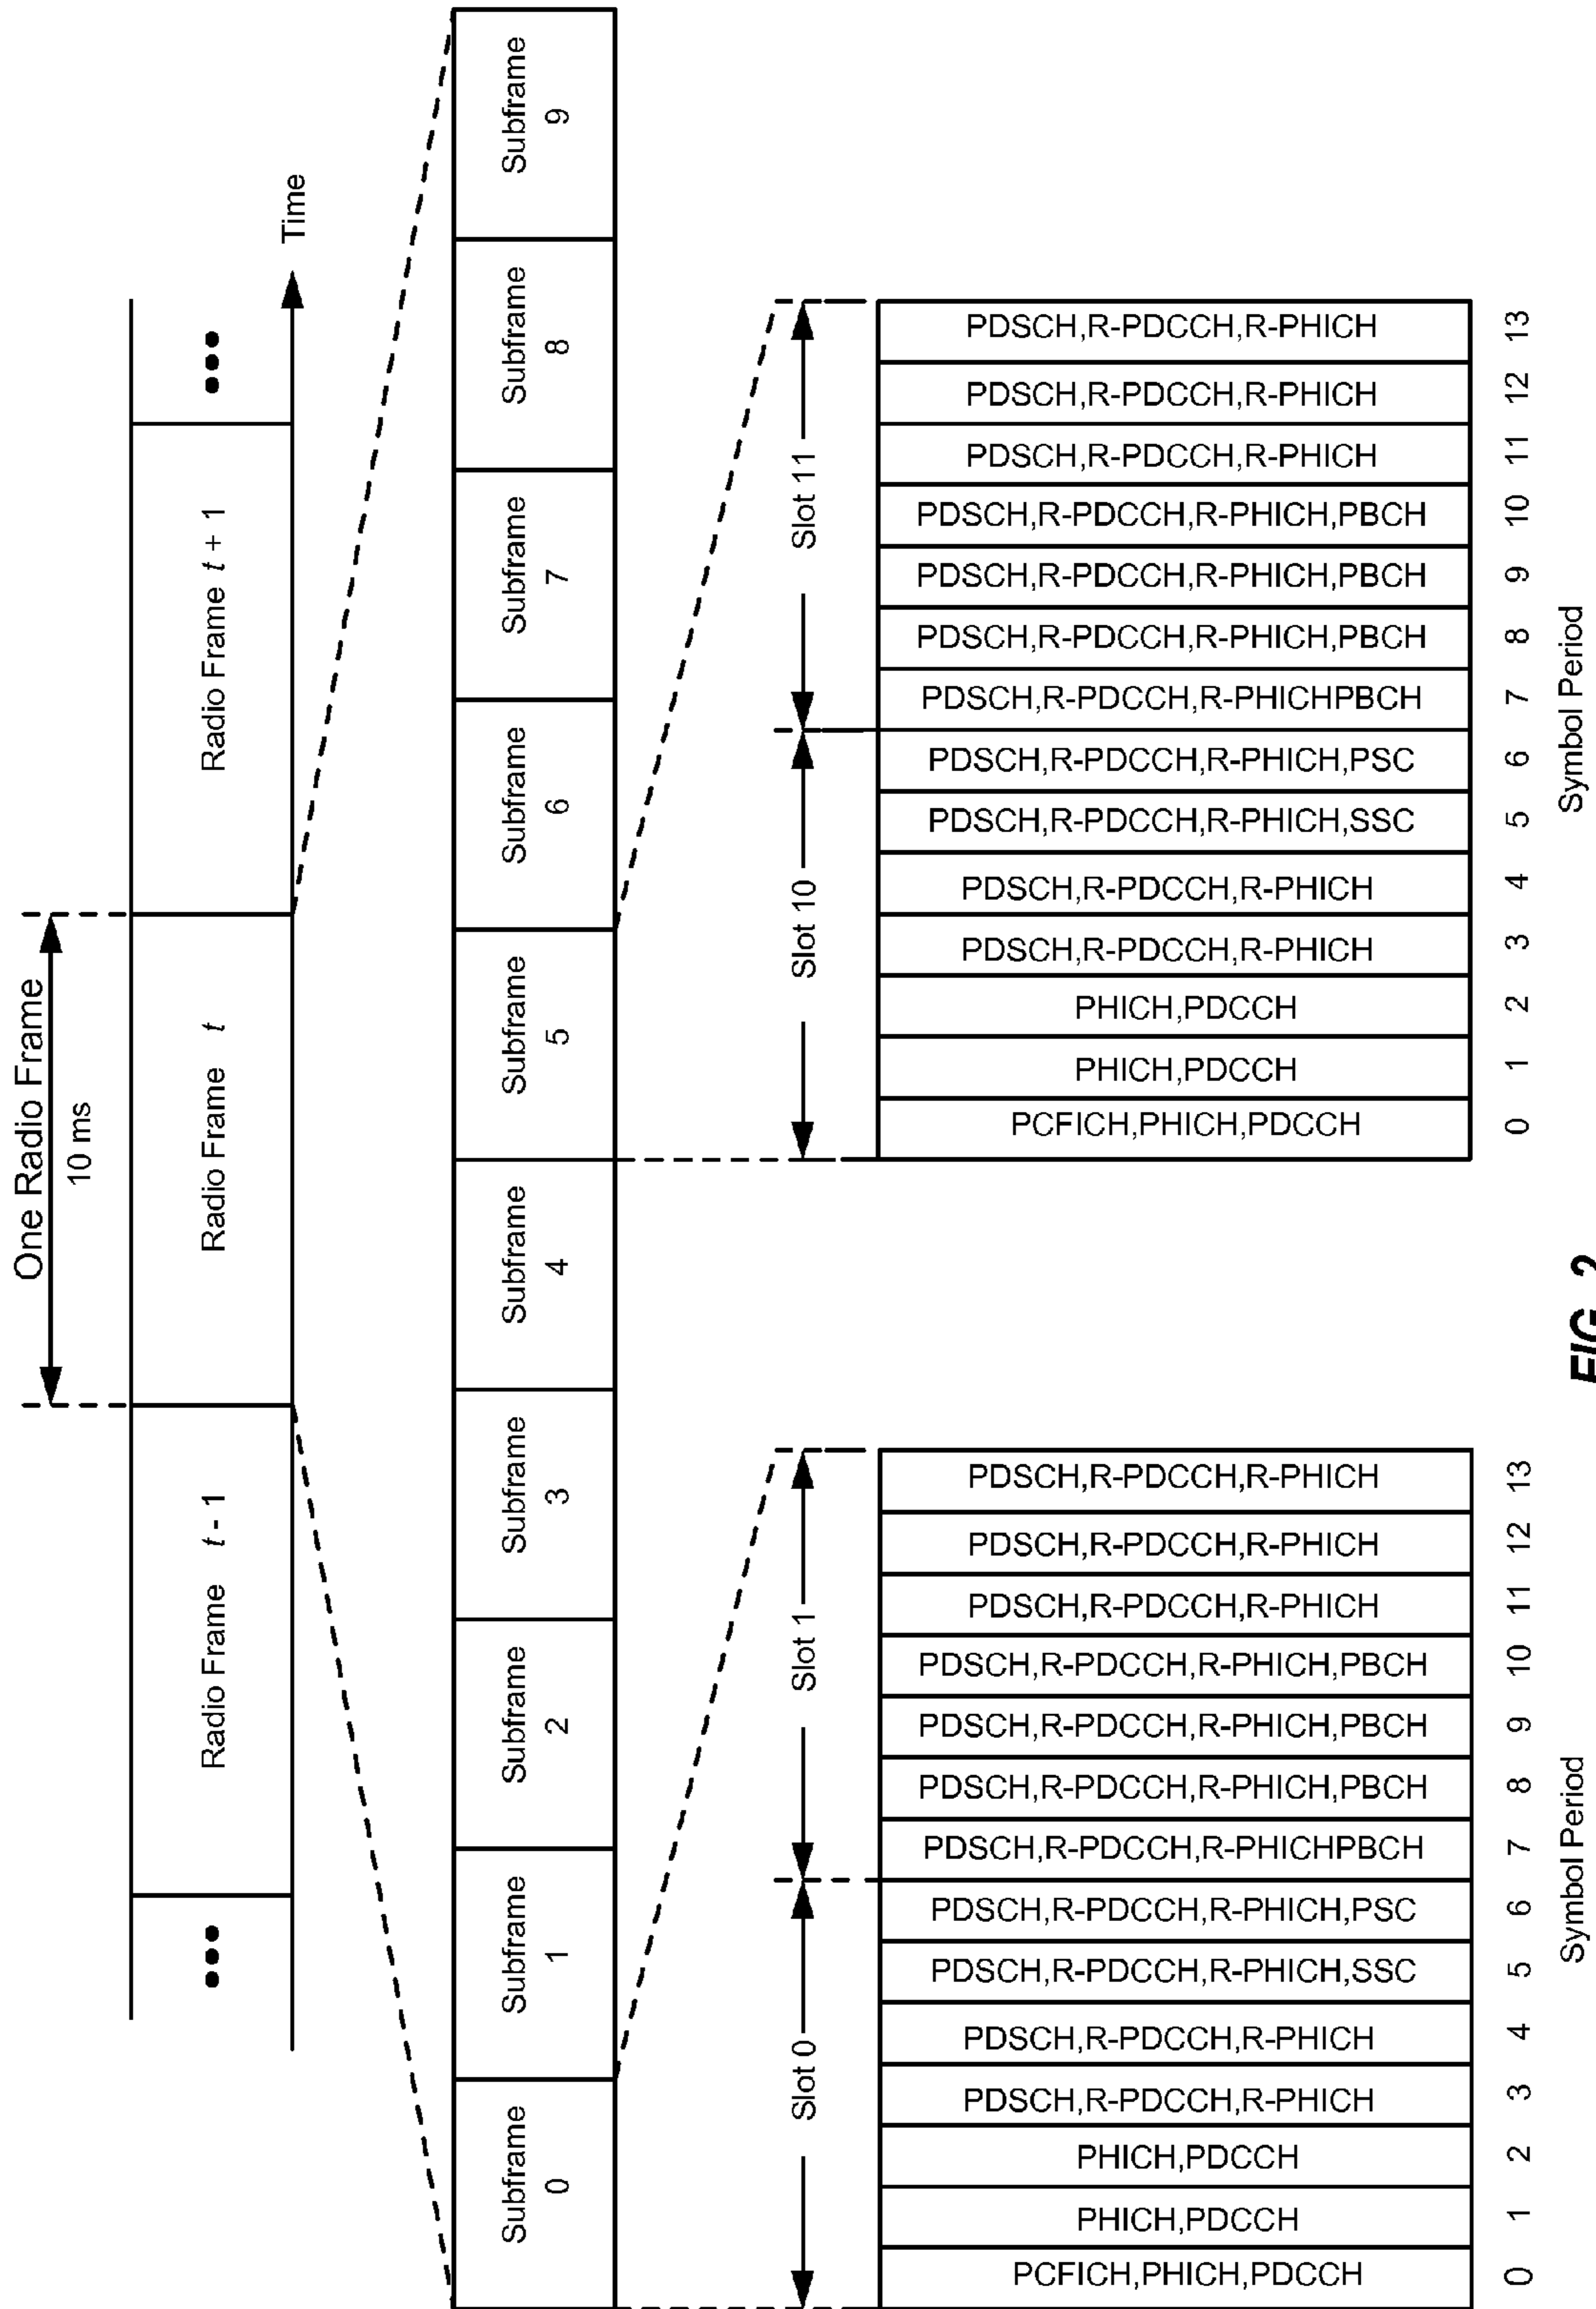 One Radio Frame
10 ms
Radio Frame t - 1
Radio Frame t
Radio Frame t + 1
Time
Subframe
0
Subframe
1
Subframe
2
Subframe
3
Subframe
4
Subframe
5
Subframe
6
Subframe
7
Subframe
8
Subframe
9
Slot 0
Slot 1
PCFICH,PHICH,PDCCH
PHICH,PDCCH
PHICH,PDCCH
PDSCH,R-PDCCH,R-PHICH
PDSCH,R-PDCCH,R-PHICH
PDSCH,R-PDCCH,R-PHICH,SSC
PDSCH,R-PDCCH,R-PHICH,PSC
PDSCH,R-PDCCH,R-PHICHPBCH
PDSCH,R-PDCCH,R-PHICH,PBCH
PDSCH,R-PDCCH,R-PHICH,PBCH
PDSCH,R-PDCCH,R-PHICH,PBCH
PDSCH,R-PDCCH,R-PHICH
PDSCH,R-PDCCH,R-PHICH
PDSCH,R-PDCCH,R-PHICH
0 1 2 3 4 5 6 7 8 9 10 11 12 13
Symbol Period
Slot 10
Slot 11
PCFICH,PHICH,PDCCH
PHICH,PDCCH
PHICH,PDCCH
PDSCH,R-PDCCH,R-PHICH
PDSCH,R-PDCCH,R-PHICH
PDSCH,R-PDCCH,R-PHICH,SSC
PDSCH,R-PDCCH,R-PHICH,PSC
PDSCH,R-PDCCH,R-PHICHPBCH
PDSCH,R-PDCCH,R-PHICH,PBCH
PDSCH,R-PDCCH,R-PHICH,PBCH
PDSCH,R-PDCCH,R-PHICH,PBCH
PDSCH,R-PDCCH,R-PHICH
PDSCH,R-PDCCH,R-PHICH
PDSCH,R-PDCCH,R-PHICH
0 1 2 3 4 5 6 7 8 9 10 11 12 13
Symbol Period
FIG. 2